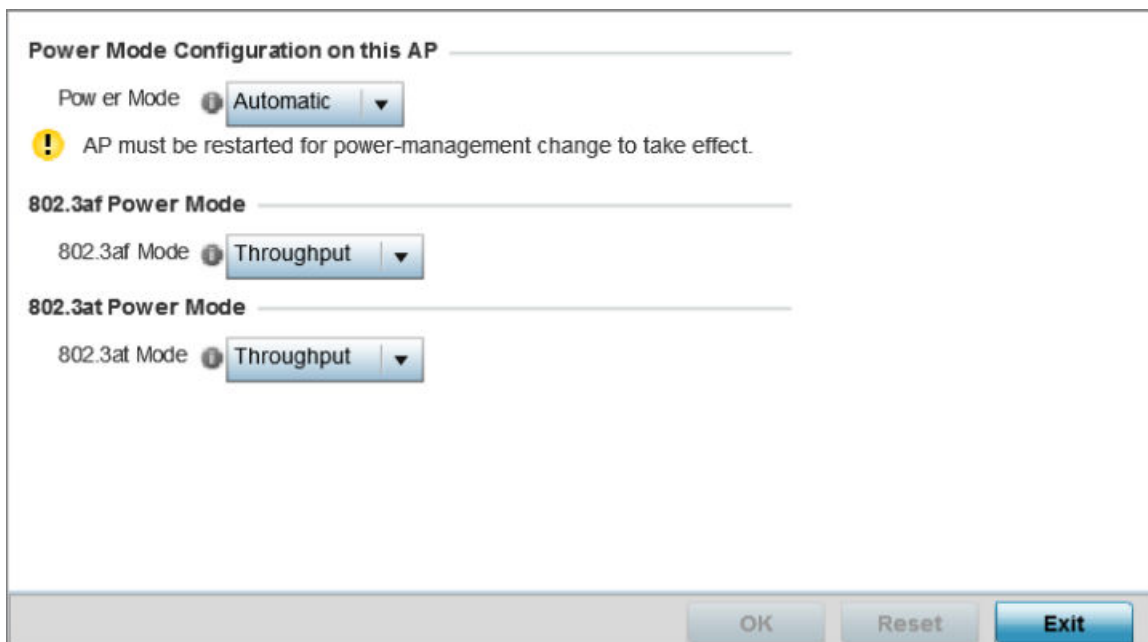 Power Mode Configuration on this AP
Power Mode Automatic
AP must be restarted for power-management change to take effect.
802.3af Power Mode
802.3af Mode Throughput
802.3at Power Mode
802.3at Mode Throughput
OK Reset Exit